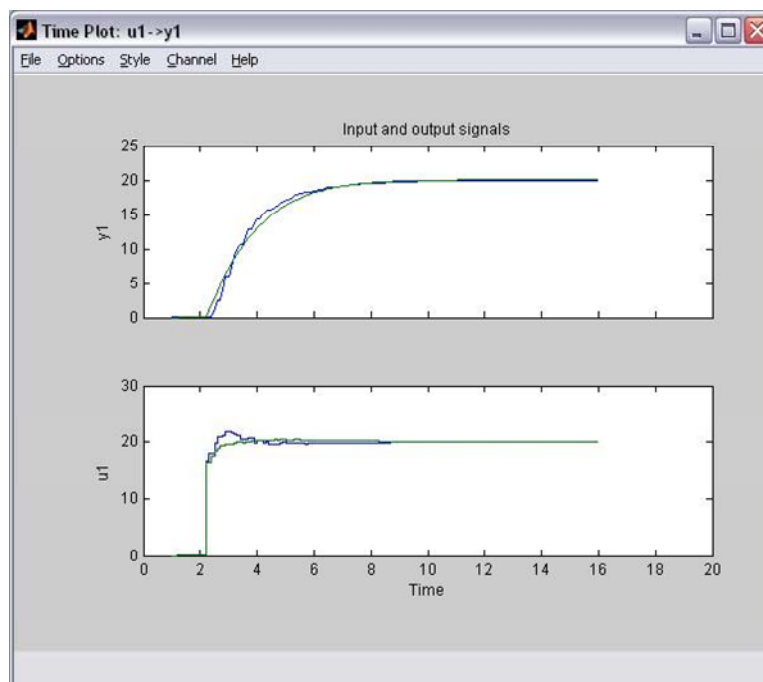 Time Plot: u1->y1
File Options Style Channel Help
Input and output signals
25
20
15
10
5
0
y1
30
20
10
0
u1
0 2 4 6 8 10 12 14 16 18 20
Time